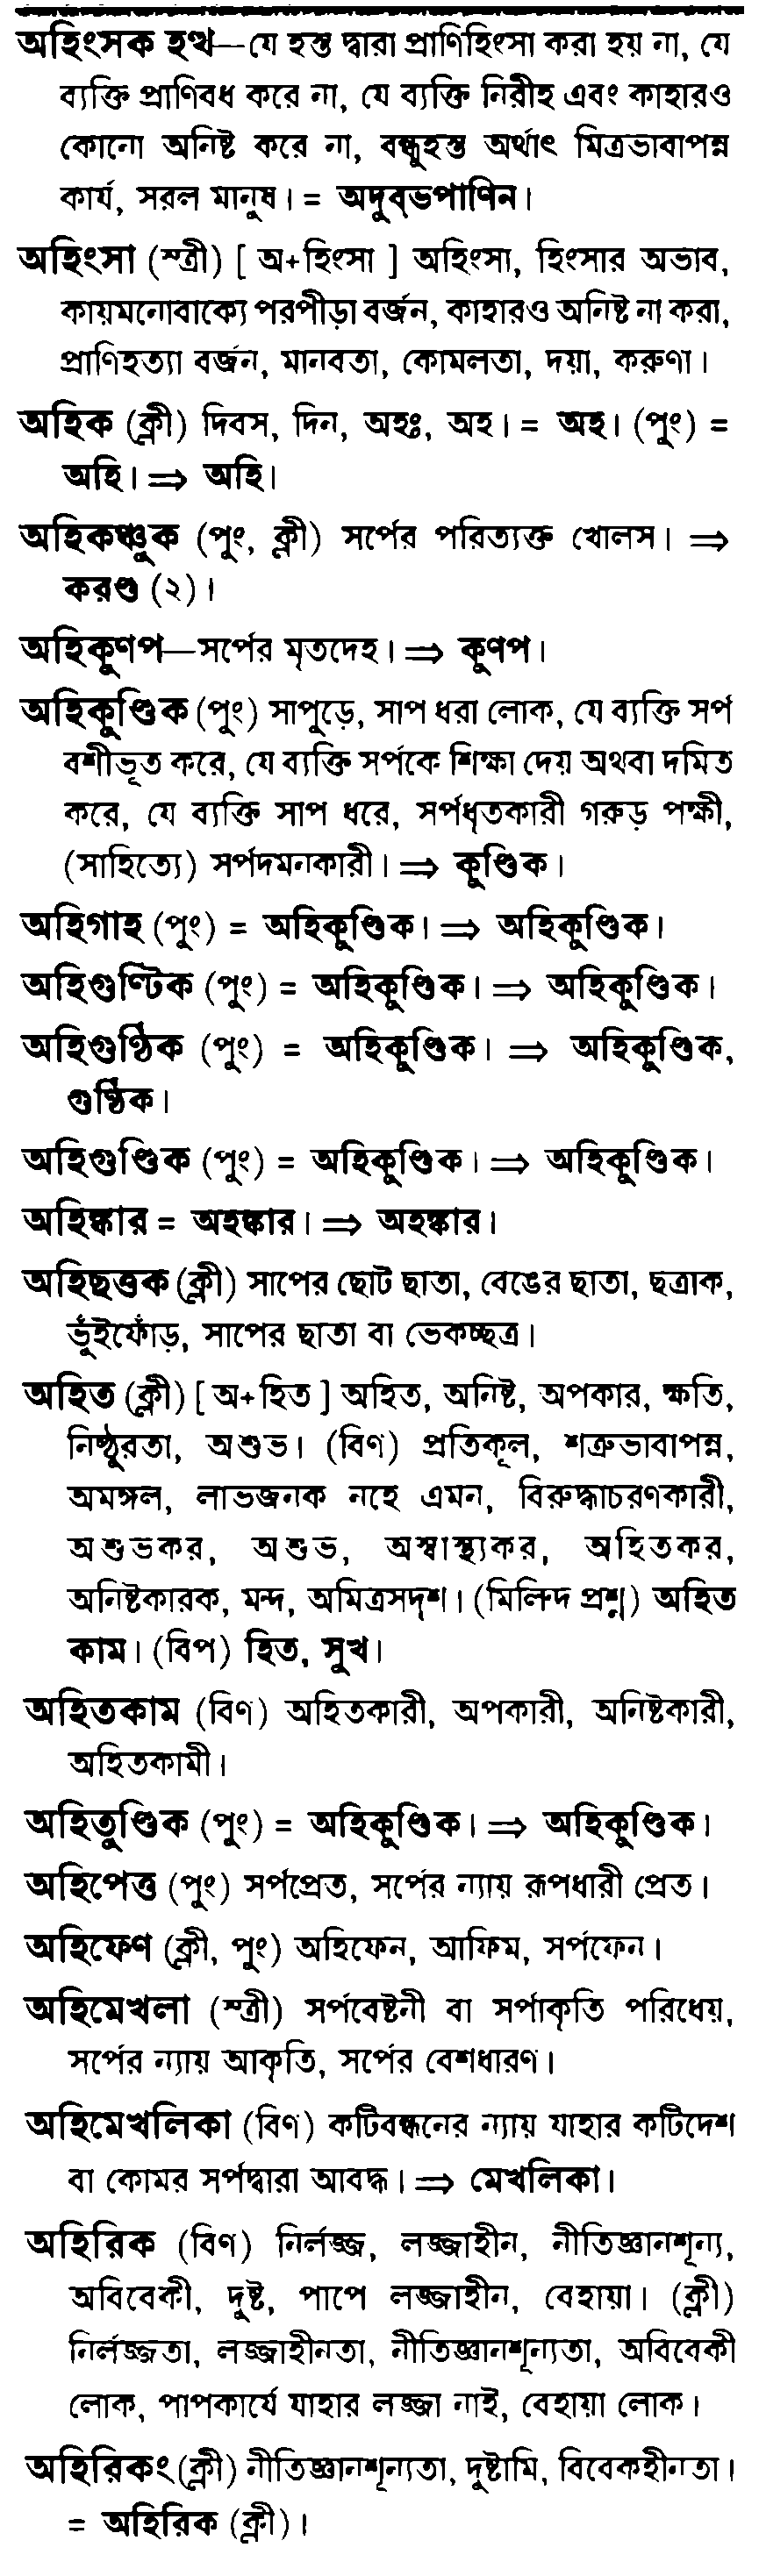 অহিংসক হত্থ—যে হস্ত দ্বারা প্রাণিহিংসা করা হয় না, যে
ব্যক্তি প্রাণিবধ করে না, যে ব্যক্তি নিরীহ এবং কাহারও
কোনো অনিষ্ট করে না, বন্ধুহস্ত অর্থাৎ মিত্রভাবাপন্ন
কার্য, সরল মানুষ। = অদুব্‌ভপাণিন।
অহিংসা (স্ত্রী) [ অ+হিংসা ] অহিংসা, হিংসার অভাব,
কায়মনোবাক্যে পরপীড়া বর্জন, কাহারও অনিষ্ট না করা,
প্রাণিহত্যা বর্জন, মানবতা, কোমলতা, দয়া, করুণা।
অহিক (ক্লী) দিবস, দিন, অহঃ, অহ। = অহ। (পুং) =
অহি। ⇒ অহি।
অহিকঞ্চুক (পুং, ক্লী) সর্পের পরিত্যক্ত খোলস। ⇒
করণ্ড (২)।
অহিকুণপ—সর্পের মৃতদেহ। ⇒ কুণপ।
অহিকুণ্ডিক (পুং) সাপুড়ে, সাপ ধরা লোক, যে ব্যক্তি সর্প
বশীভূত করে, যে ব্যক্তি সর্পকে শিক্ষা দেয় অথবা দমিত
করে, যে ব্যক্তি সাপ ধরে, সর্পধৃতকারী গরুড় পক্ষী,
(সাহিত্যে) সর্পদমনকারী। ⇒ কুণ্ডিক।
অহিগাহ (পুং) = অহিকুণ্ডিক। ⇒ অহিকুণ্ডিক।
অহিগুণ্টিক (পুং) = অহিকুণ্ডিক। ⇒ অহিকুণ্ডিক।
অহিগুণ্ঠিক (পুং) = অহিকুণ্ডিক। ⇒ অহিকুণ্ডিক,
গুণ্ঠিক।
অহিগুণ্ডিক (পুং) = অহিকুণ্ডিক। ⇒ অহিকুণ্ডিক।
অহিঙ্কার = অহঙ্কার। ⇒ অহঙ্কার।
অহিছত্তক (ক্লী) সাপের ছোট ছাতা, বেঙের ছাতা, ছত্রাক,
ভুঁইফোঁড়, সাপের ছাতা বা ভেকচ্ছত্র।
অহিত (ক্লী) [ অ+হিত ] অহিত, অনিষ্ট, অপকার, ক্ষতি,
নিষ্ঠুরতা, অশুভ। (বিণ) প্রতিকূল, শত্রুভাবাপন্ন,
অমঙ্গল, লাভজনক নহে এমন, বিরুদ্ধাচরণকারী,
অশুভকর, অশুভ, অস্বাস্থ্যকর, অহিতকর,
অনিষ্টকারক, মন্দ, অমিত্রসদৃশ। (মিলিন্দ প্রশ্ন) অহিত
কাম। (বিপ) হিত, সুখ।
অহিতকাম (বিণ) অহিতকারী, অপকারী, অনিষ্টকারী,
অহিতকামী।
অহিতুণ্ডিক (পুং) = অহিকুণ্ডিক। ⇒ অহিকুণ্ডিক।
অহিপেত্ত (পুং) সর্পপ্রেত, সর্পের ন্যায় রূপধারী প্রেত।
অহিফেণ (ক্লী, পুং) অহিফেন, আফিম, সর্পফেন।
অহিমেখলা (স্ত্রী) সর্পবেষ্টনী বা সর্পাকৃতি পরিধেয়,
সর্পের ন্যায় আকৃতি, সর্পের বেশধারণ।
অহিমেখলিকা (বিণ) কটিবন্ধনের ন্যায় যাহার কটিদেশ
বা কোমর সর্পদ্বারা আবদ্ধ। ⇒ মেখলিকা।
অহিরিক (বিণ) নির্লজ্জ, লজ্জাহীন, নীতিজ্ঞানশূন্য,
অবিবেকী, দুষ্ট, পাপে লজ্জাহীন, বেহায়া। (ক্লী)
নির্লজ্জতা, লজ্জাহীনতা, নীতিজ্ঞানশূন্যতা, অবিবেকী
লোক, পাপকার্যে যাহার লজ্জা নাই, বেহায়া লোক।
অহিরিকং (ক্লী) নীতিজ্ঞানশূন্যতা, দুষ্টামি, বিবেকহীনতা।
= অহিরিক (ক্লী)।